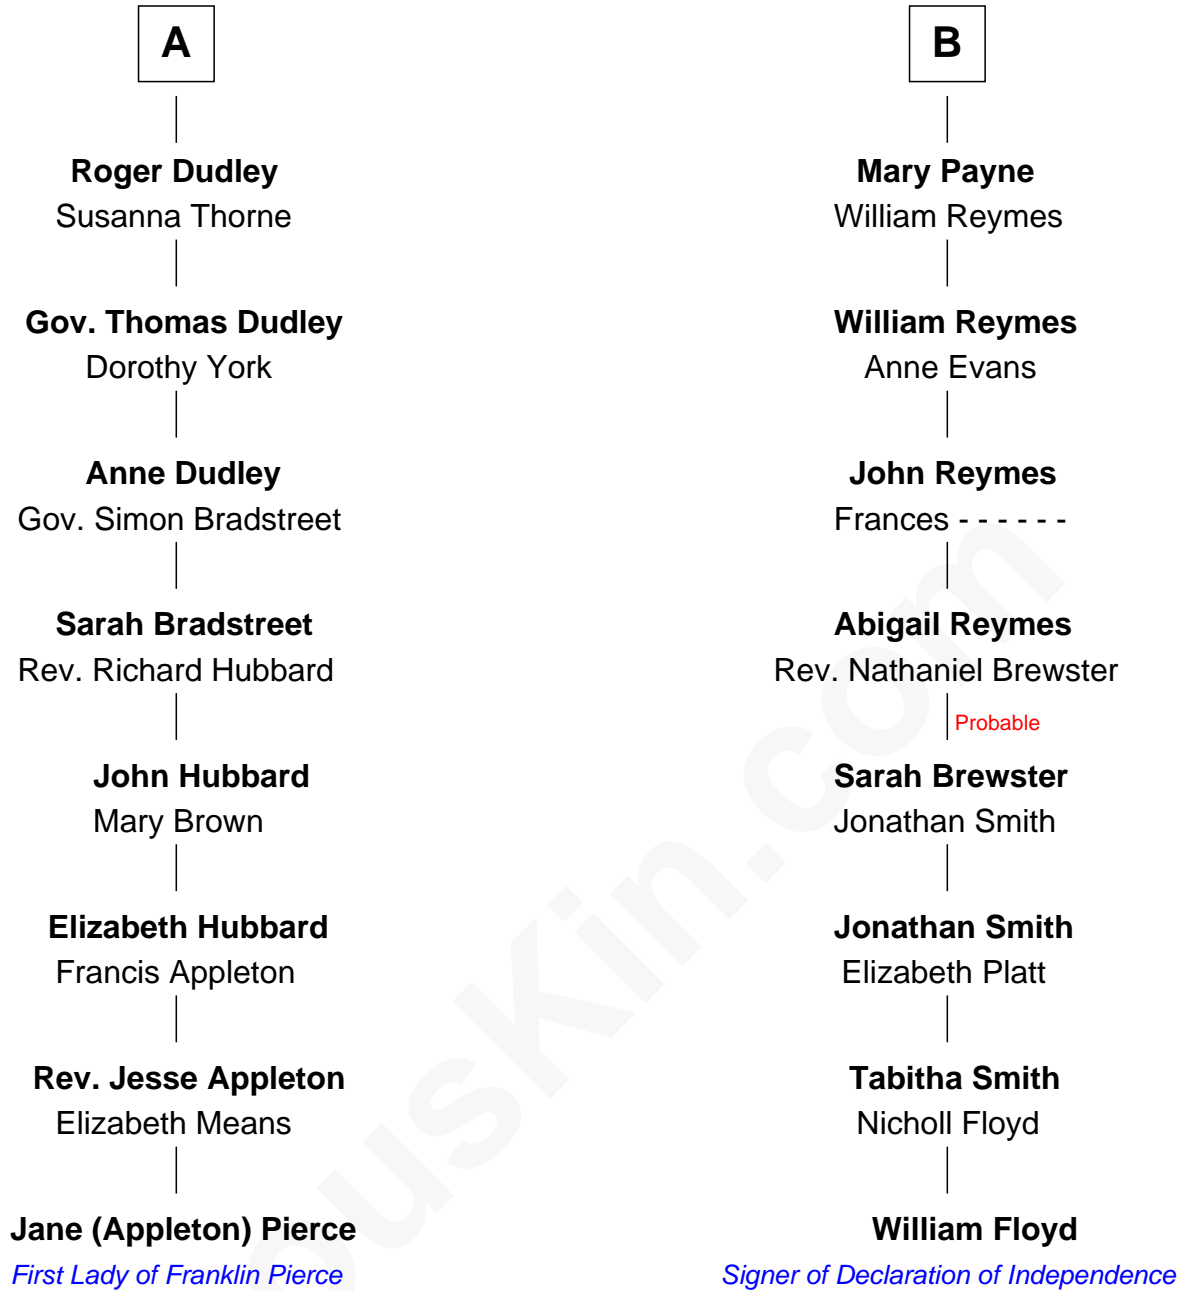 A
Roger Dudley
Susanna Thorne
Gov. Thomas Dudley
Dorothy York
Anne Dudley
Gov. Simon Bradstreet
Sarah Bradstreet
Rev. Richard Hubbard
John Hubbard
Mary Brown
Elizabeth Hubbard
Francis Appleton
Rev. Jesse Appleton
Elizabeth Means
Jane (Appleton) Pierce
First Lady of Franklin Pierce
B
Mary Payne
William Reymes
William Reymes
Anne Evans
John Reymes
Frances - - - - - -
Abigail Reymes
Rev. Nathaniel Brewster
Probable
Sarah Brewster
Jonathan Smith
Jonathan Smith
Elizabeth Platt
Tabitha Smith
Nicholl Floyd
William Floyd
Signer of Declaration of Independence
ousKin.com